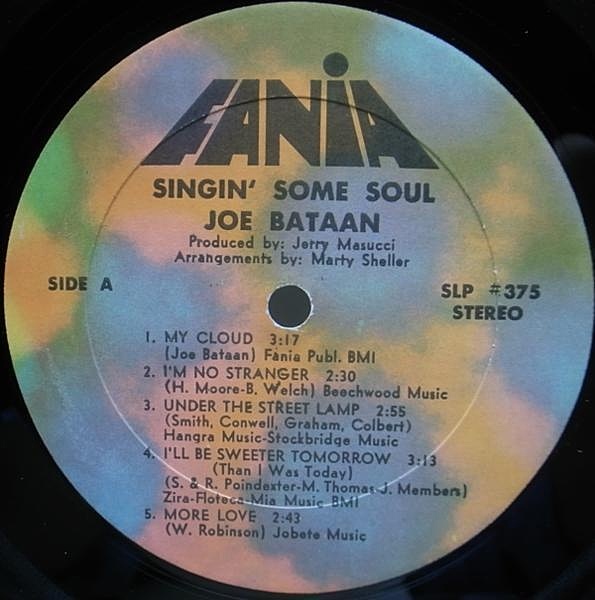 FANIA
SINGIN' SOME SOUL
JOE BATAAN
Produced by: Jerry Masucci
Arrangements by: Marty Sheller
SIDE A
SLP #375
STEREO
1. MY CLOUD 3:17
(Joe Bataan) Fania Publ. BMI
2. I'M NO STRANGER 2:30
(H. Moore-B. Welch) Beechwood Music
3. UNDER THE STREET LAMP 2:55
(Smith, Conwell, Graham, Colbert)
Hangra Music-Stockbridge Music
4. I'LL BE SWEETER TOMORROW 3:13
(Than I Was Today)
(S. & R. Poindexter-M. Thomas-J. Members)
Zira-Floteca-Mia Music BMI
5. MORE LOVE 2:43
(W. Robinson) Jobete Music